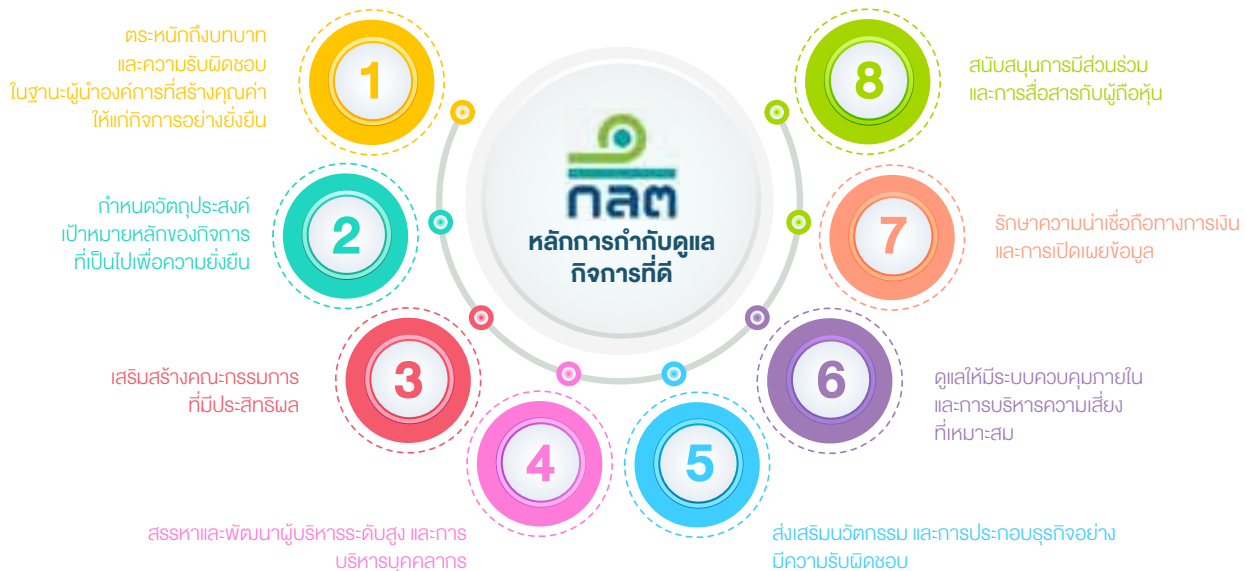 กลต
หลักการกำกับดูแล
กิจการที่ดี
1
ตระหนักถึงบทบาท
และความรับผิดชอบ
ในฐานะผู้นำองค์การที่สร้างคุณค่า
ให้แก่กิจการอย่างยั่งยืน
2
กำหนดวัตถุประสงค์
เป้าหมายหลักของกิจการ
ที่เป็นไปเพื่อความยั่งยืน
3
เสริมสร้างคณะกรรมการ
ที่มีประสิทธิผล
4
สรรหาและพัฒนาผู้บริหารระดับสูง และการ
บริหารบุคคลากร
5
ส่งเสริมนวัตกรรม และการประกอบธุรกิจอย่าง
มีความรับผิดชอบ
6
ดูแลให้มีระบบควบคุมภายใน
และการบริหารความเสี่ยง
ที่เหมาะสม
7
รักษาความน่าเชื่อถือทางการเงิน
และการเปิดเผยข้อมูล
8
สนับสนุนการมีส่วนร่วม
และการสื่อสารกับผู้ถือหุ้น